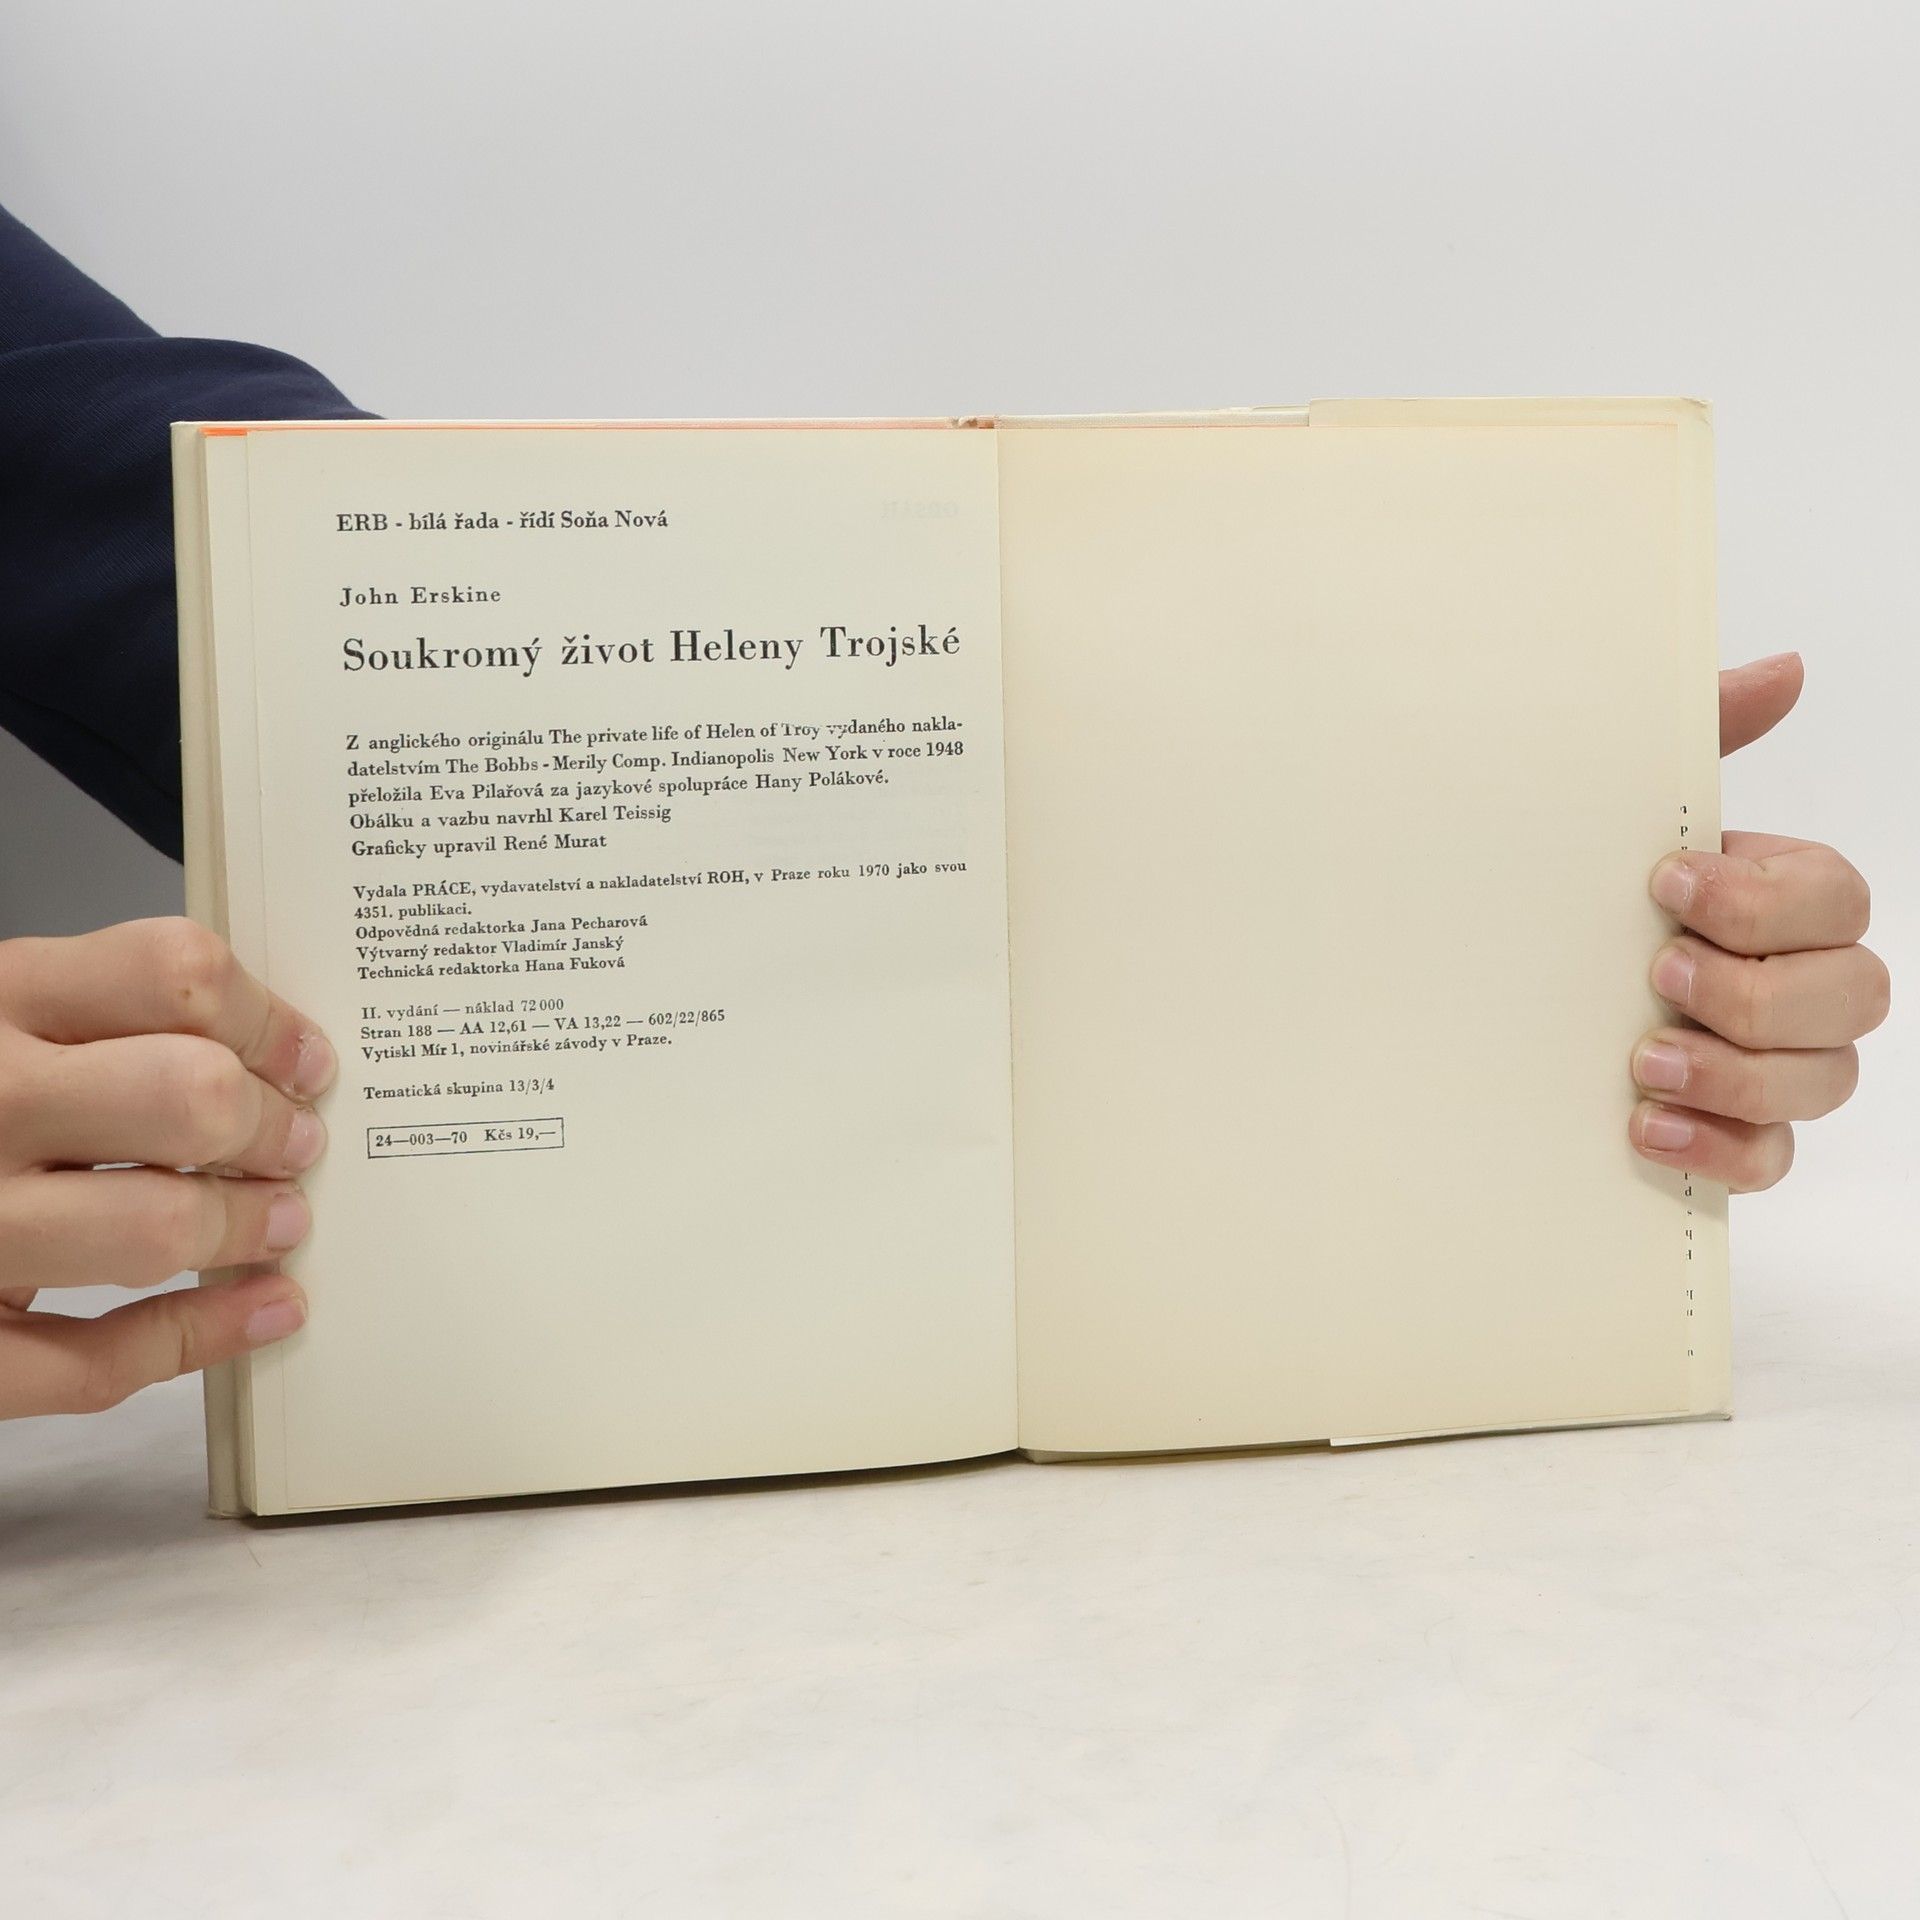 ERB - bílá řada - řídí Soňa Nová
John Erskine
Soukromý život Heleny Trojské
Z anglického originálu The private life of Helen of Troy vydaného nakla-
datelstvím The Bobbs - Merily Comp. Indianopolis New York v roce 1948
přeložila Eva Pilařová za jazykové spolupráce Hany Polákové.
Obálku a vazbu navrhl Karel Teissig
Graficky upravil René Murat
Vydala PRÁCE, vydavatelství a nakladatelství ROH, v Praze roku 1970 jako svou
4351. publikaci.
Odpovědná redaktorka Jana Pecharová
Výtvarný redaktor Vladimír Janský
Technická redaktorka Hana Fuková
II. vydání — náklad 72 000
Stran 188 — AA 12,61 — VA 13,22 — 602/22/865
Vytiskl Mír 1, novinářské závody v Praze.
Tematická skupina 13/3/4
24—003—70 Kčs 19,—